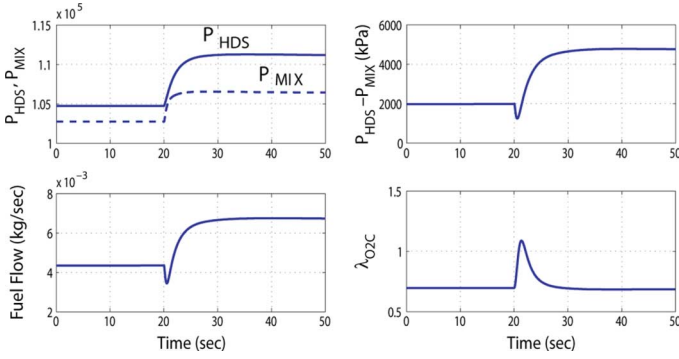 x 10⁵
1.15
1.1
1.05
1
P_HDS, P_MIX
P_HDS
P_MIX
0 10 20 30 40 50
6000
4000
2000
0
P_HDS –P_MIX (kPa)
0 10 20 30 40 50
x 10⁻³
8
6
4
2
Fuel Flow (kg/sec)
0 10 20 30 40 50
Time (sec)
1.5
1
0.5
λ_O2C
0 10 20 30 40 50
Time (sec)